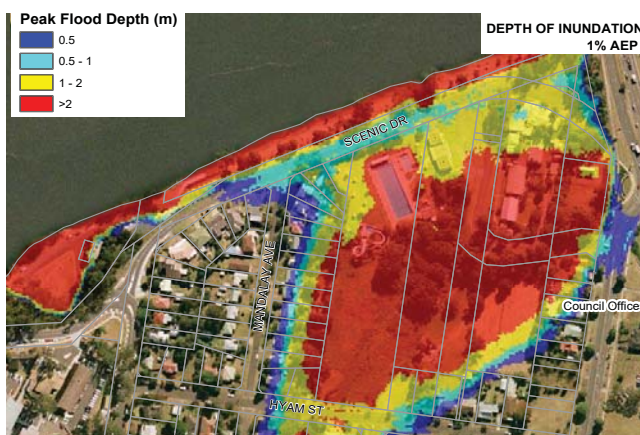 Peak Flood Depth (m)
0.5
0.5 - 1
1 - 2
>2
DEPTH OF INUNDATION
1% AEP
SCENIC DR
MANDALAY AVE
Council Office
HYAM ST